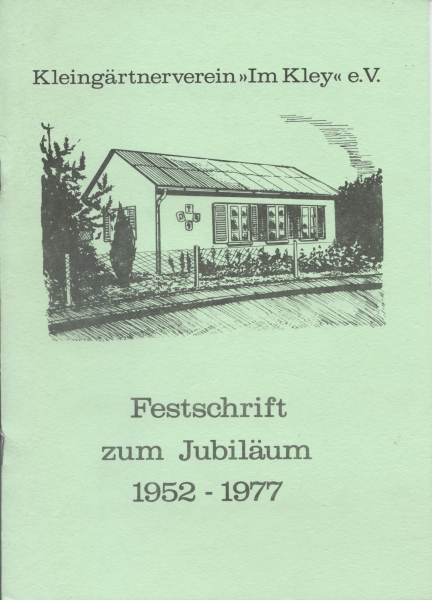 Kleingärtnerverein»Im Kley« e.V.
Festschrift
zum Jubiläum
1952 - 1977